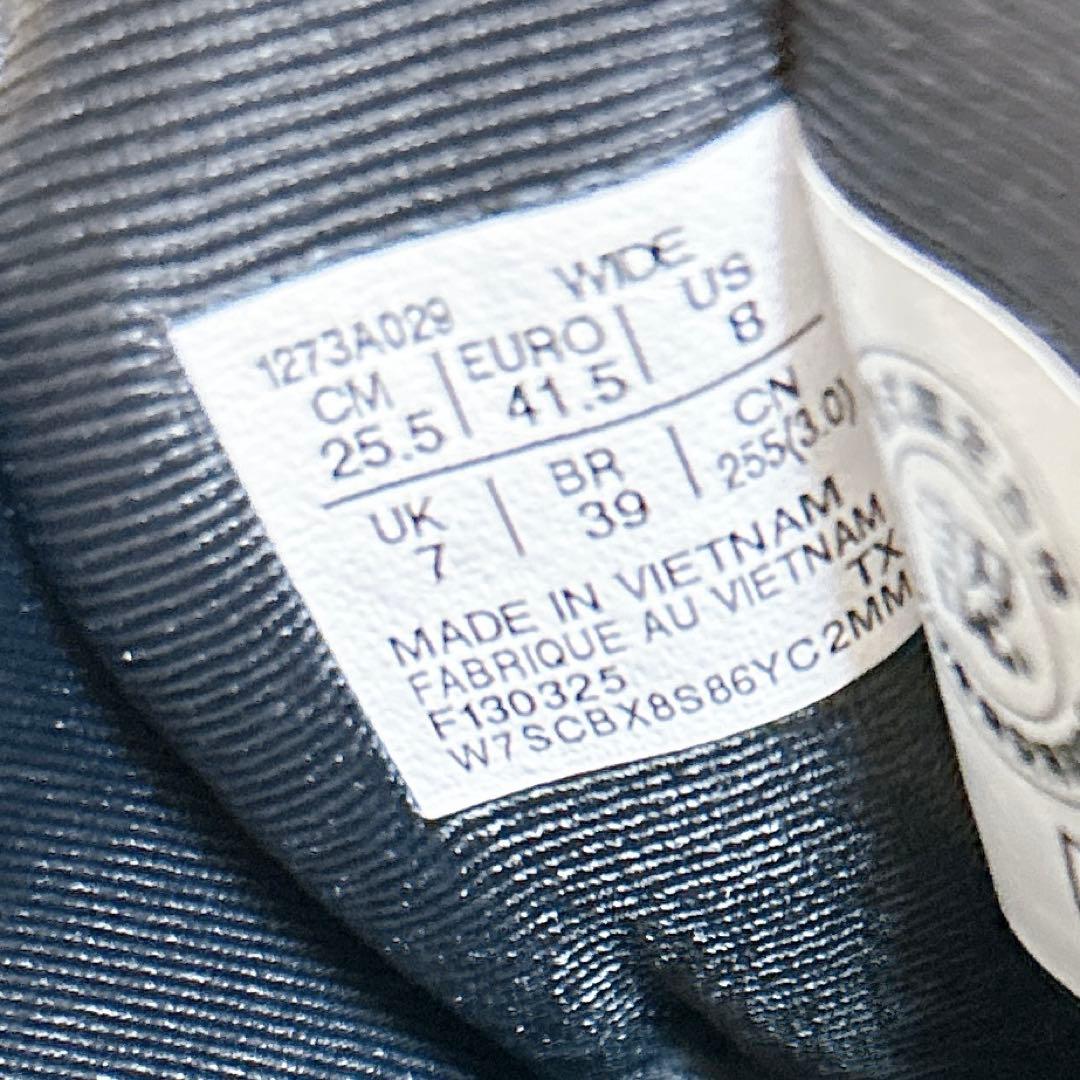 WIDE
1273A029
CM | EURO | US
25.5 | 41.5 | 8
UK | BR | CN
7 | 39 | 255(3.0)
MADE IN VIETNAM
FABRIQUE AU VIETNAM
F130325 TX
W7SCBX8S86YC2MM